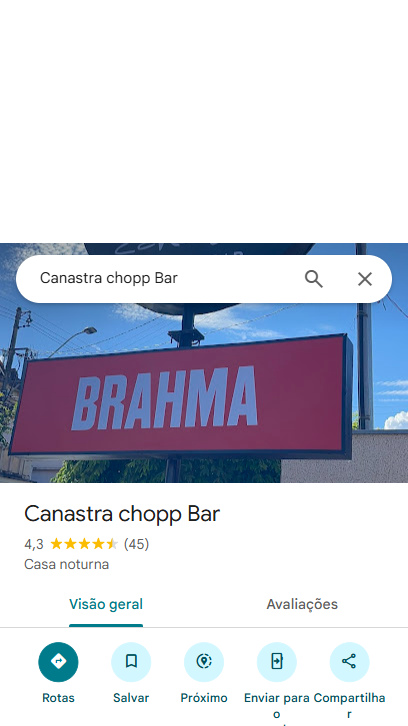 Canastra chopp Bar
BRAHMA
Canastra chopp Bar
4,3 (45)
Casa noturna
Visão geral
Avaliações
Rotas
Salvar
Próximo
Enviar para o
Compartilhar